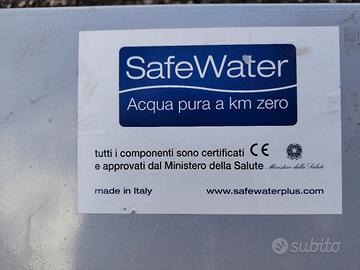 SafeWater
Acqua pura a km zero
tutti i componenti sono certificati CE
e approvati dal Ministero della Salute Ministero della Salute
made in Italy www.safewaterplus.com
subito